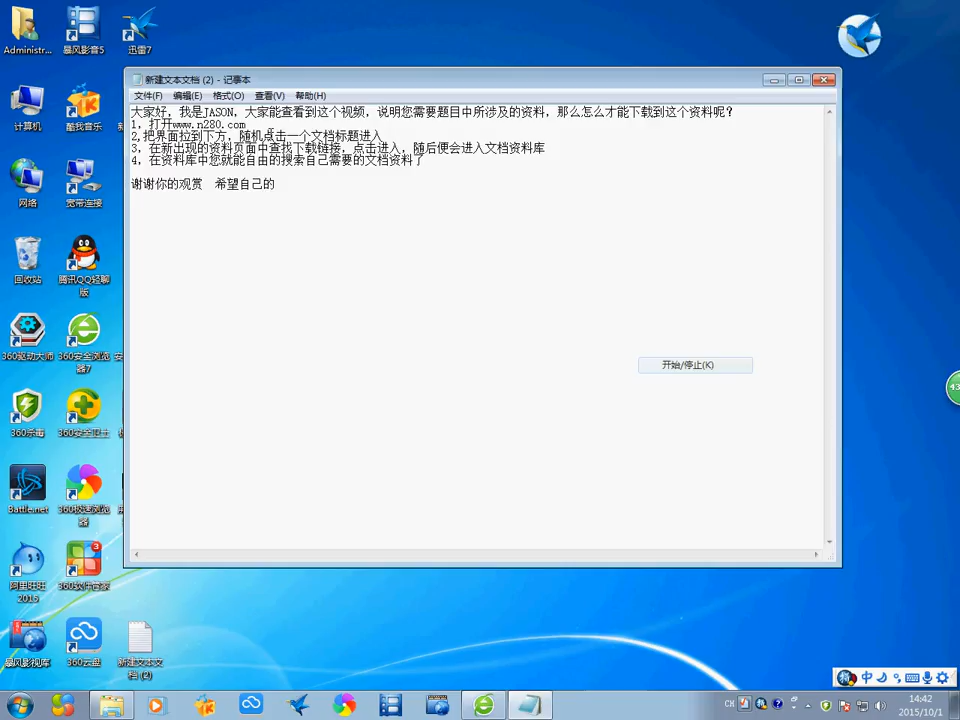 Administr...
暴风影音5
迅雷7
新建文本文档 (2) - 记事本
文件(F) 编辑(E) 格式(O) 查看(V) 帮助(H)
大家好，我是JASON，大家能查看到这个视频，说明您需要题目中所涉及的资料，那么怎么才能下载到这个资料呢？
1，打开www.n280.com
2,把界面拉到下方，随机点击一个文档标题进入
3，在新出现的资料页面中查找下载链接，点击进入，随后便会进入文档资料库
4，在资料库中您就能自由的搜索自己需要的文档资料了
谢谢你的观赏 希望自己的
开始/停止(K)
计算机
酷我音乐
网络
宽带连接
回收站
腾讯QQ轻聊版
360驱动大师
360安全浏览器7
360杀毒
360安全卫士
Battle.net
360极速浏览器
阿里旺旺2015
360软件管家
3
暴风影视库
360云盘
新建文本文档 (2)
43
中
CH
14:42
2015/10/1